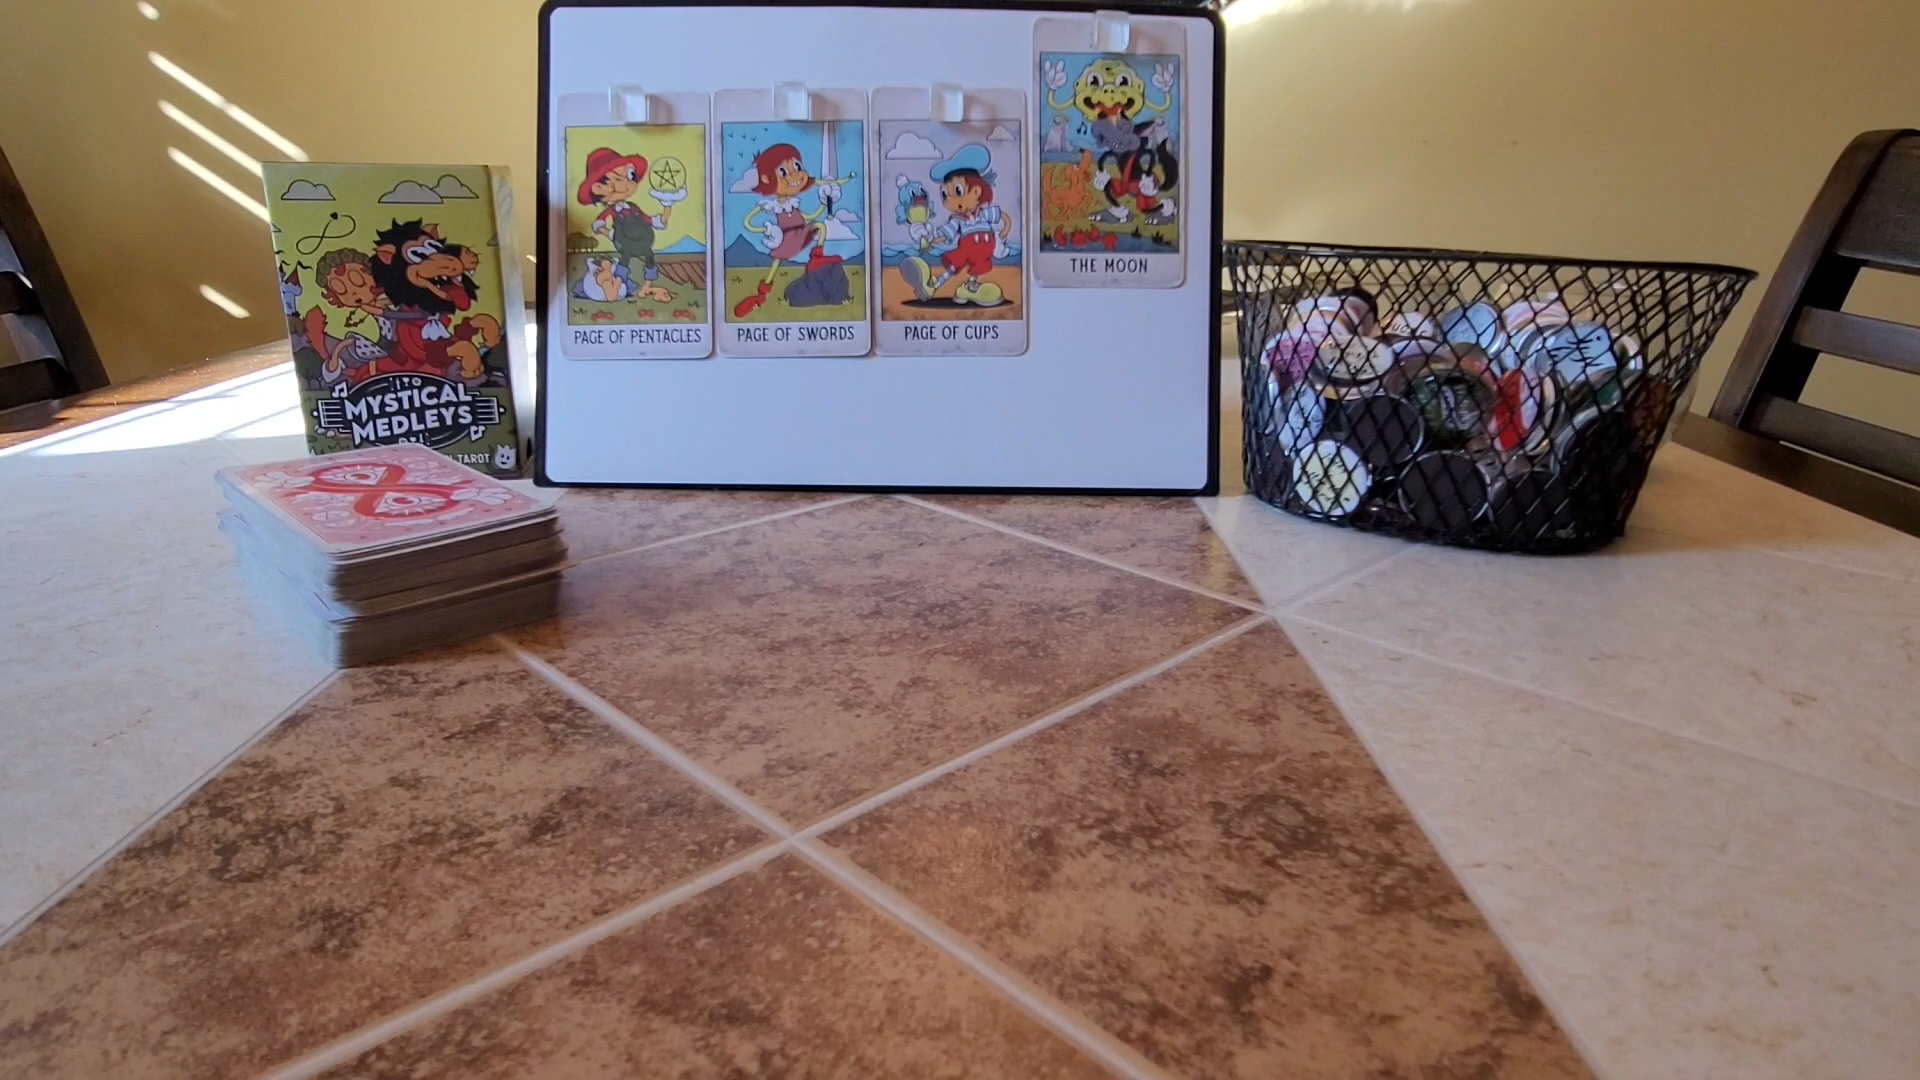 PAGE OF PENTACLES
PAGE OF SWORDS
PAGE OF CUPS
THE MOON
MYSTICAL
MEDLEYS
TAROT